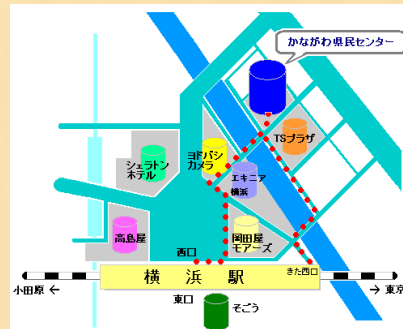 かながわ県民センター
TSプラザ
ヨドバシ
カメラ
シェラトン
ホテル
エキニア
横浜
高島屋
岡田屋
モアーズ
西口
きた西口
横浜駅
小田原 ←
→ 東京
東口
そごう